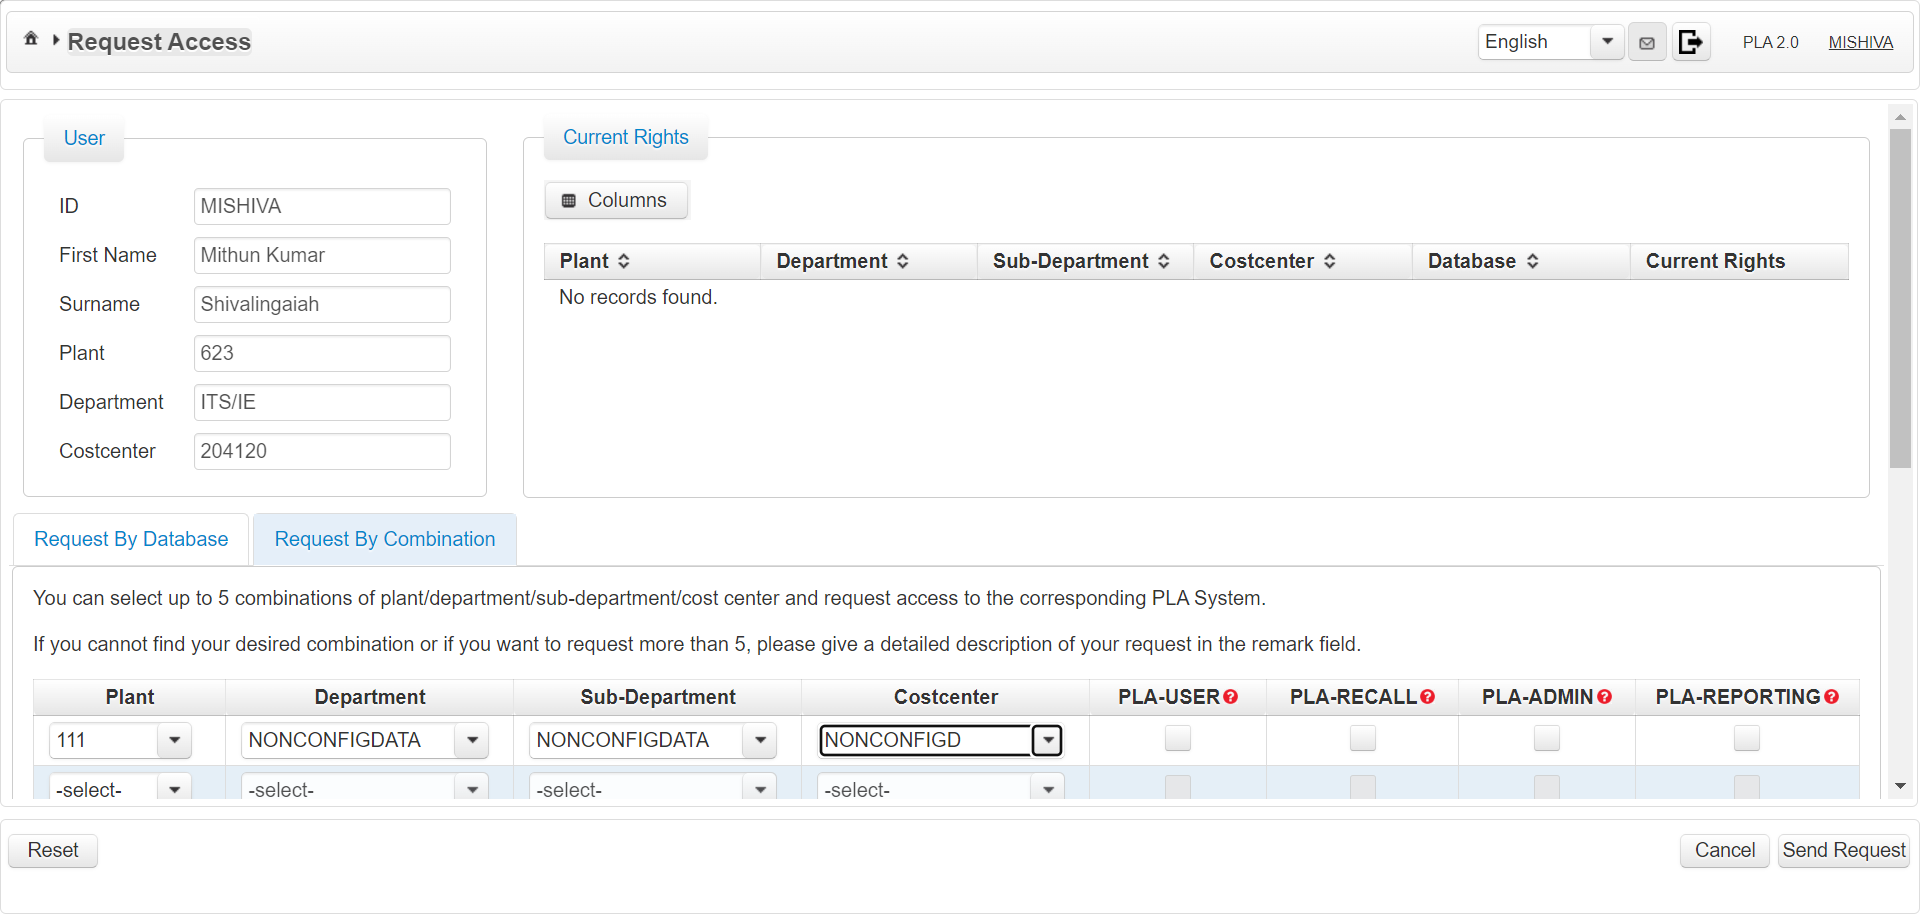 Request Access
English
PLA 2.0
MISHIVA
User
ID
MISHIVA
First Name
Mithun Kumar
Surname
Shivalingaiah
Plant
623
Department
ITS/IE
Costcenter
204120
Current Rights
Columns
Plant Department Sub-Department Costcenter Database Current Rights
No records found.
Request By Database
Request By Combination
You can select up to 5 combinations of plant/department/sub-department/cost center and request access to the corresponding PLA System.
If you cannot find your desired combination or if you want to request more than 5, please give a detailed description of your request in the remark field.
Plant Department Sub-Department Costcenter PLA-USER? PLA-RECALL? PLA-ADMIN? PLA-REPORTING?
111 NONCONFIGDATA NONCONFIGDATA NONCONFIGD
-select- -select- -select- -select-
Reset
Cancel
Send Request